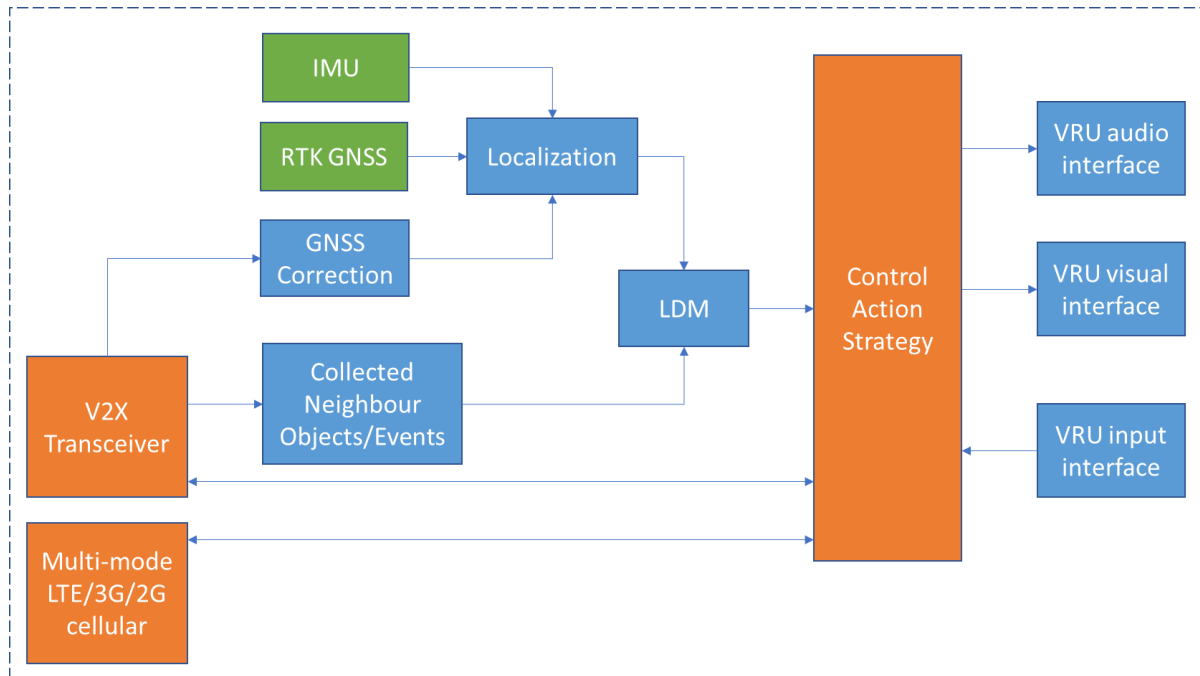 IMU
RTK GNSS
Localization
GNSS
Correction
LDM
Collected
Neighbour
Objects/Events
V2X
Transceiver
Multi-mode
LTE/3G/2G
cellular
Control
Action
Strategy
VRU audio
interface
VRU visual
interface
VRU input
interface